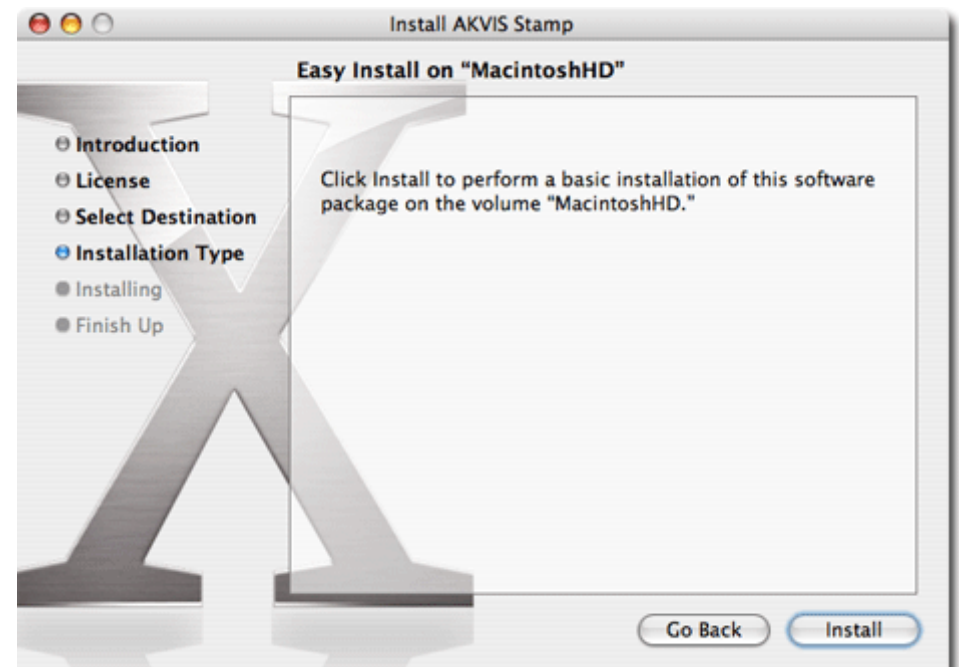 Install AKVIS Stamp
Easy Install on “MacintoshHD”
Introduction
License
Select Destination
Installation Type
Installing
Finish Up
Click Install to perform a basic installation of this software
package on the volume “MacintoshHD.”
Go Back
Install